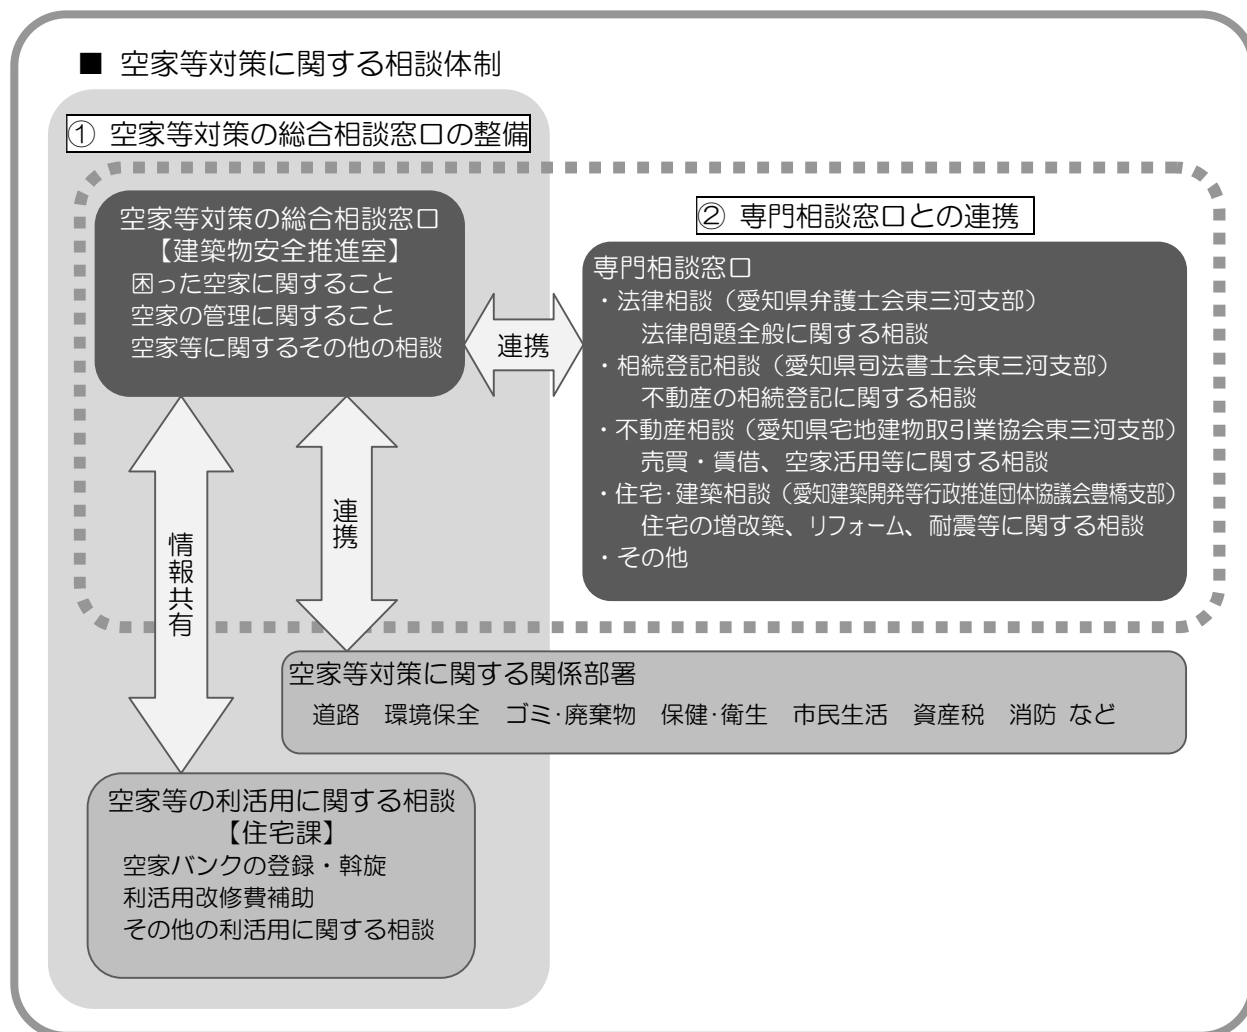 ■ 空家等対策に関する相談体制
① 空家等対策の総合相談窓口の整備
空家等対策の総合相談窓口
【建築物安全推進室】
困った空家に関すること
空家の管理に関すること
空家等に関するその他の相談
連携
② 専門相談窓口との連携
専門相談窓口
・法律相談（愛知県弁護士会東三河支部）
法律問題全般に関する相談
・相続登記相談（愛知県司法書士会東三河支部）
不動産の相続登記に関する相談
・不動産相談（愛知県宅地建物取引業協会東三河支部）
売買・賃借、空家活用等に関する相談
・住宅・建築相談（愛知建築開発等行政推進団体協議会豊橋支部）
住宅の増改築、リフォーム、耐震等に関する相談
・その他
情報共有
連携
空家等対策に関する関係部署
道路　環境保全　ゴミ・廃棄物　保健・衛生　市民生活　資産税　消防 など
空家等の利活用に関する相談
【住宅課】
空家バンクの登録・斡旋
利活用改修費補助
その他の利活用に関する相談